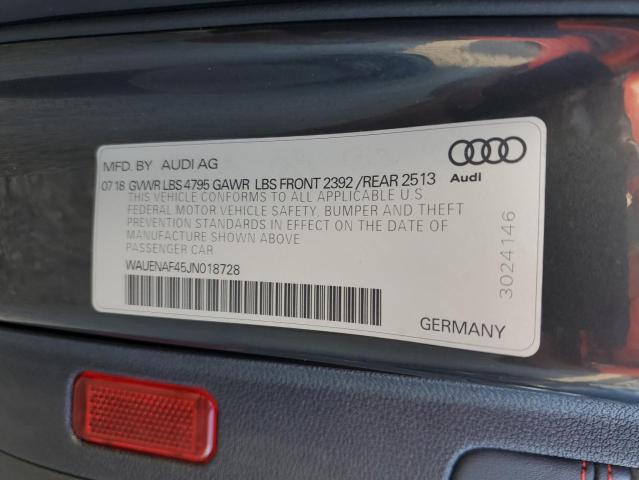 MFD. BY AUDI AG
07 18 GVWR LBS 4795 GAWR LBS FRONT 2392 /REAR 2513
THIS VEHICLE CONFORMS TO ALL APPLICABLE U.S
FEDERAL MOTOR VEHICLE SAFETY, BUMPER AND THEFT
PREVENTION STANDARDS IN EFFECT ON THE DATE OF
MANUFACTURE SHOWN ABOVE
PASSENGER CAR
WAUENAF45JN018728
Audi
3024146
GERMANY